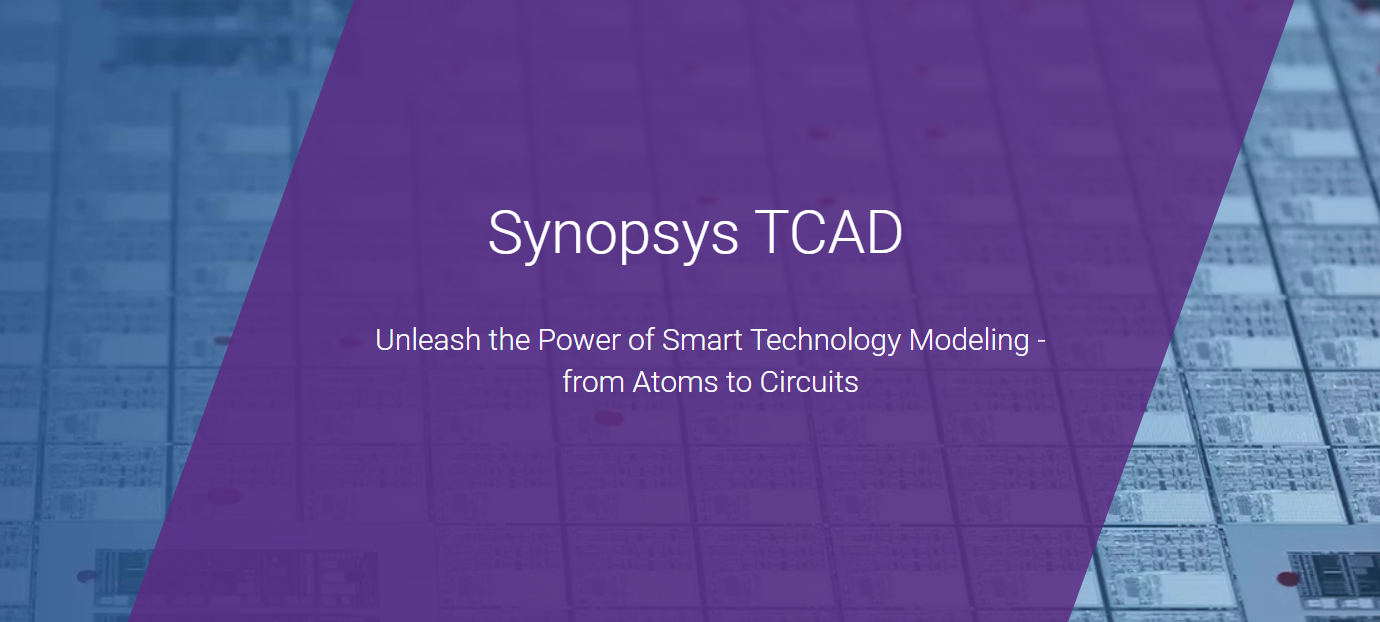 Synopsys TCAD
Unleash the Power of Smart Technology Modeling -
from Atoms to Circuits